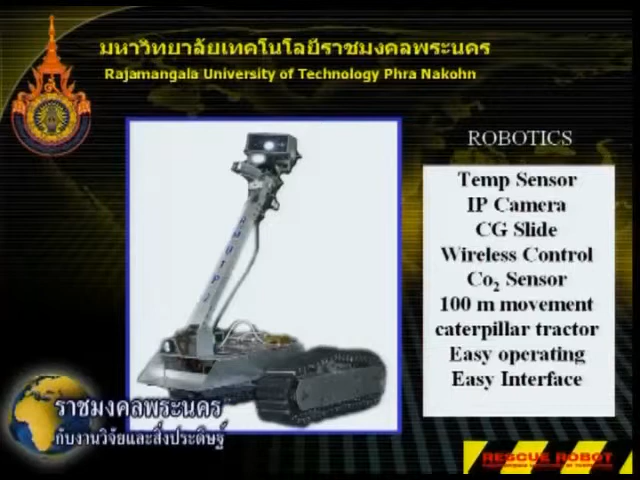 มหาวิทยาลัยเทคโนโลยีราชมงคลพระนคร
Rajamangala University of Technology Phra Nakohn
ROBOTICS
Temp Sensor
IP Camera
CG Slide
Wireless Control
Co₂ Sensor
100 m movement
caterpillar tractor
Easy operating
Easy Interface
ราชมงคลพระนคร
กับงานวิจัยและสิ่งประดิษฐ์
RESCUE ROBOT